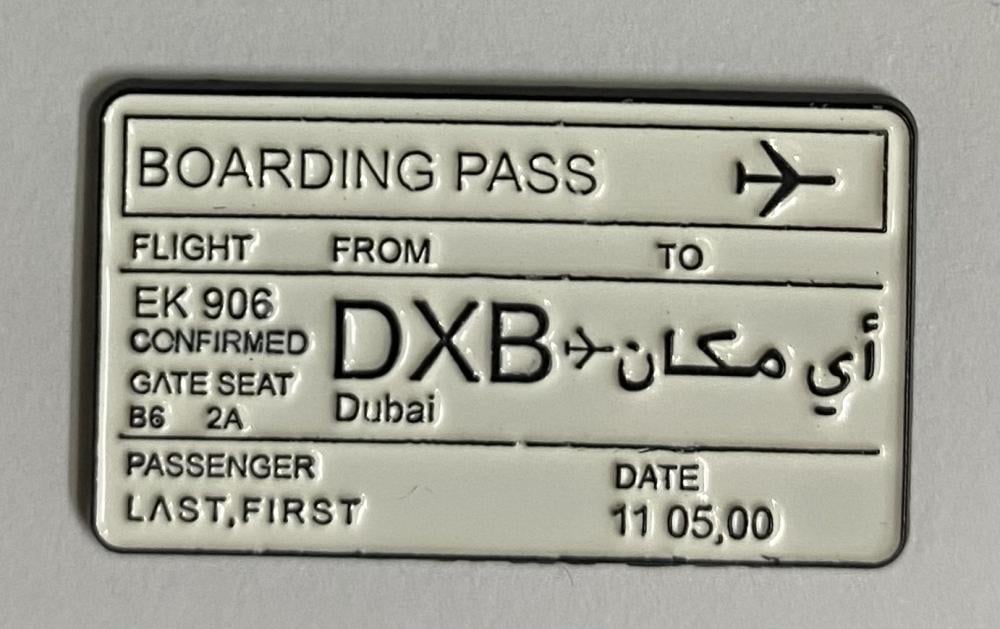 BOARDING PASS
FLIGHT FROM TO
EK 906
CONFIRMED
DXB أي مكان
GATE SEAT
B6 2A
Dubai
PASSENGER
LAST,FIRST
DATE
11 05,00